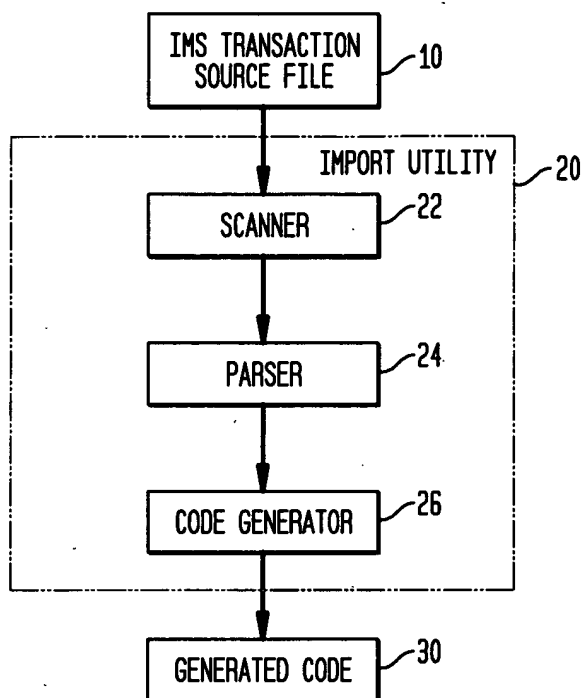 IMS TRANSACTION
SOURCE FILE
10
IMPORT UTILITY
20
SCANNER
22
PARSER
24
CODE GENERATOR
26
GENERATED CODE
30